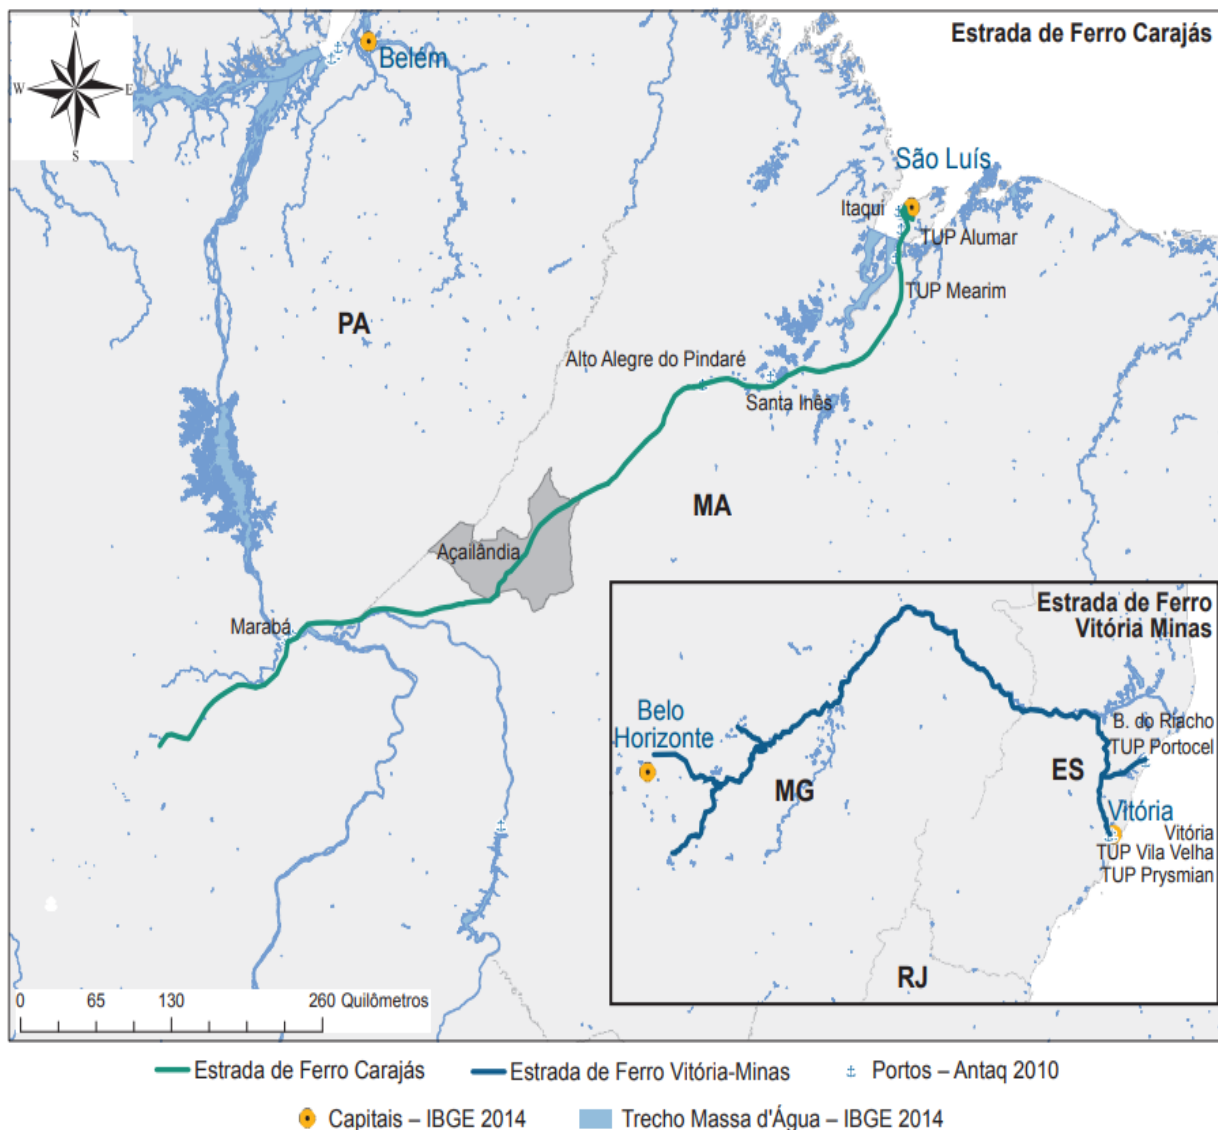 Estrada de Ferro Carajás
N
W
E
S
Belém
São Luís
Itaqui
TUP Alumar
TUP Mearim
PA
Alto Alegre do Pindaré
Santa Inês
MA
Açailândia
Marabá
Estrada de Ferro
Vitória Minas
Belo
Horizonte
B. do Riacho
TUP Portocel
ES
MG
Vitória
Vitória
TUP Vila Velha
TUP Prysmian
RJ
0 65 130 260 Quilômetros
Estrada de Ferro Carajás
Estrada de Ferro Vitória-Minas
Portos – Antaq 2010
Capitais – IBGE 2014
Trecho Massa d'Água – IBGE 2014